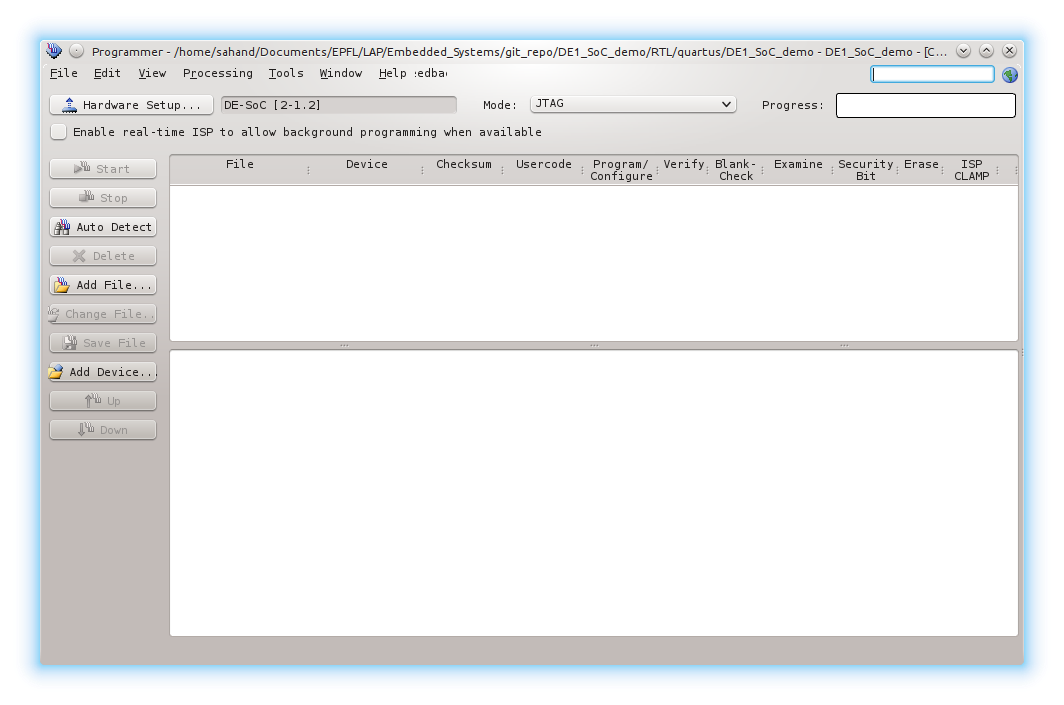 Programmer - /home/sahand/Documents/EPFL/LAP/Embedded_Systems/git_repo/DE1_SoC_demo/RTL/quartus/DE1_SoC_demo - DE1_SoC_demo - [C...
File Edit View Processing Tools Window Help :edba
Hardware Setup... DE-SoC [2-1.2] Mode: JTAG Progress:
Enable real-time ISP to allow background programming when available
Start
Stop
Auto Detect
Delete
Add File...
Change File..
Save File
Add Device..
Up
Down
File Device Checksum Usercode Program/ Verify Blank- Examine Security Erase ISP
Configure Check Bit CLAMP